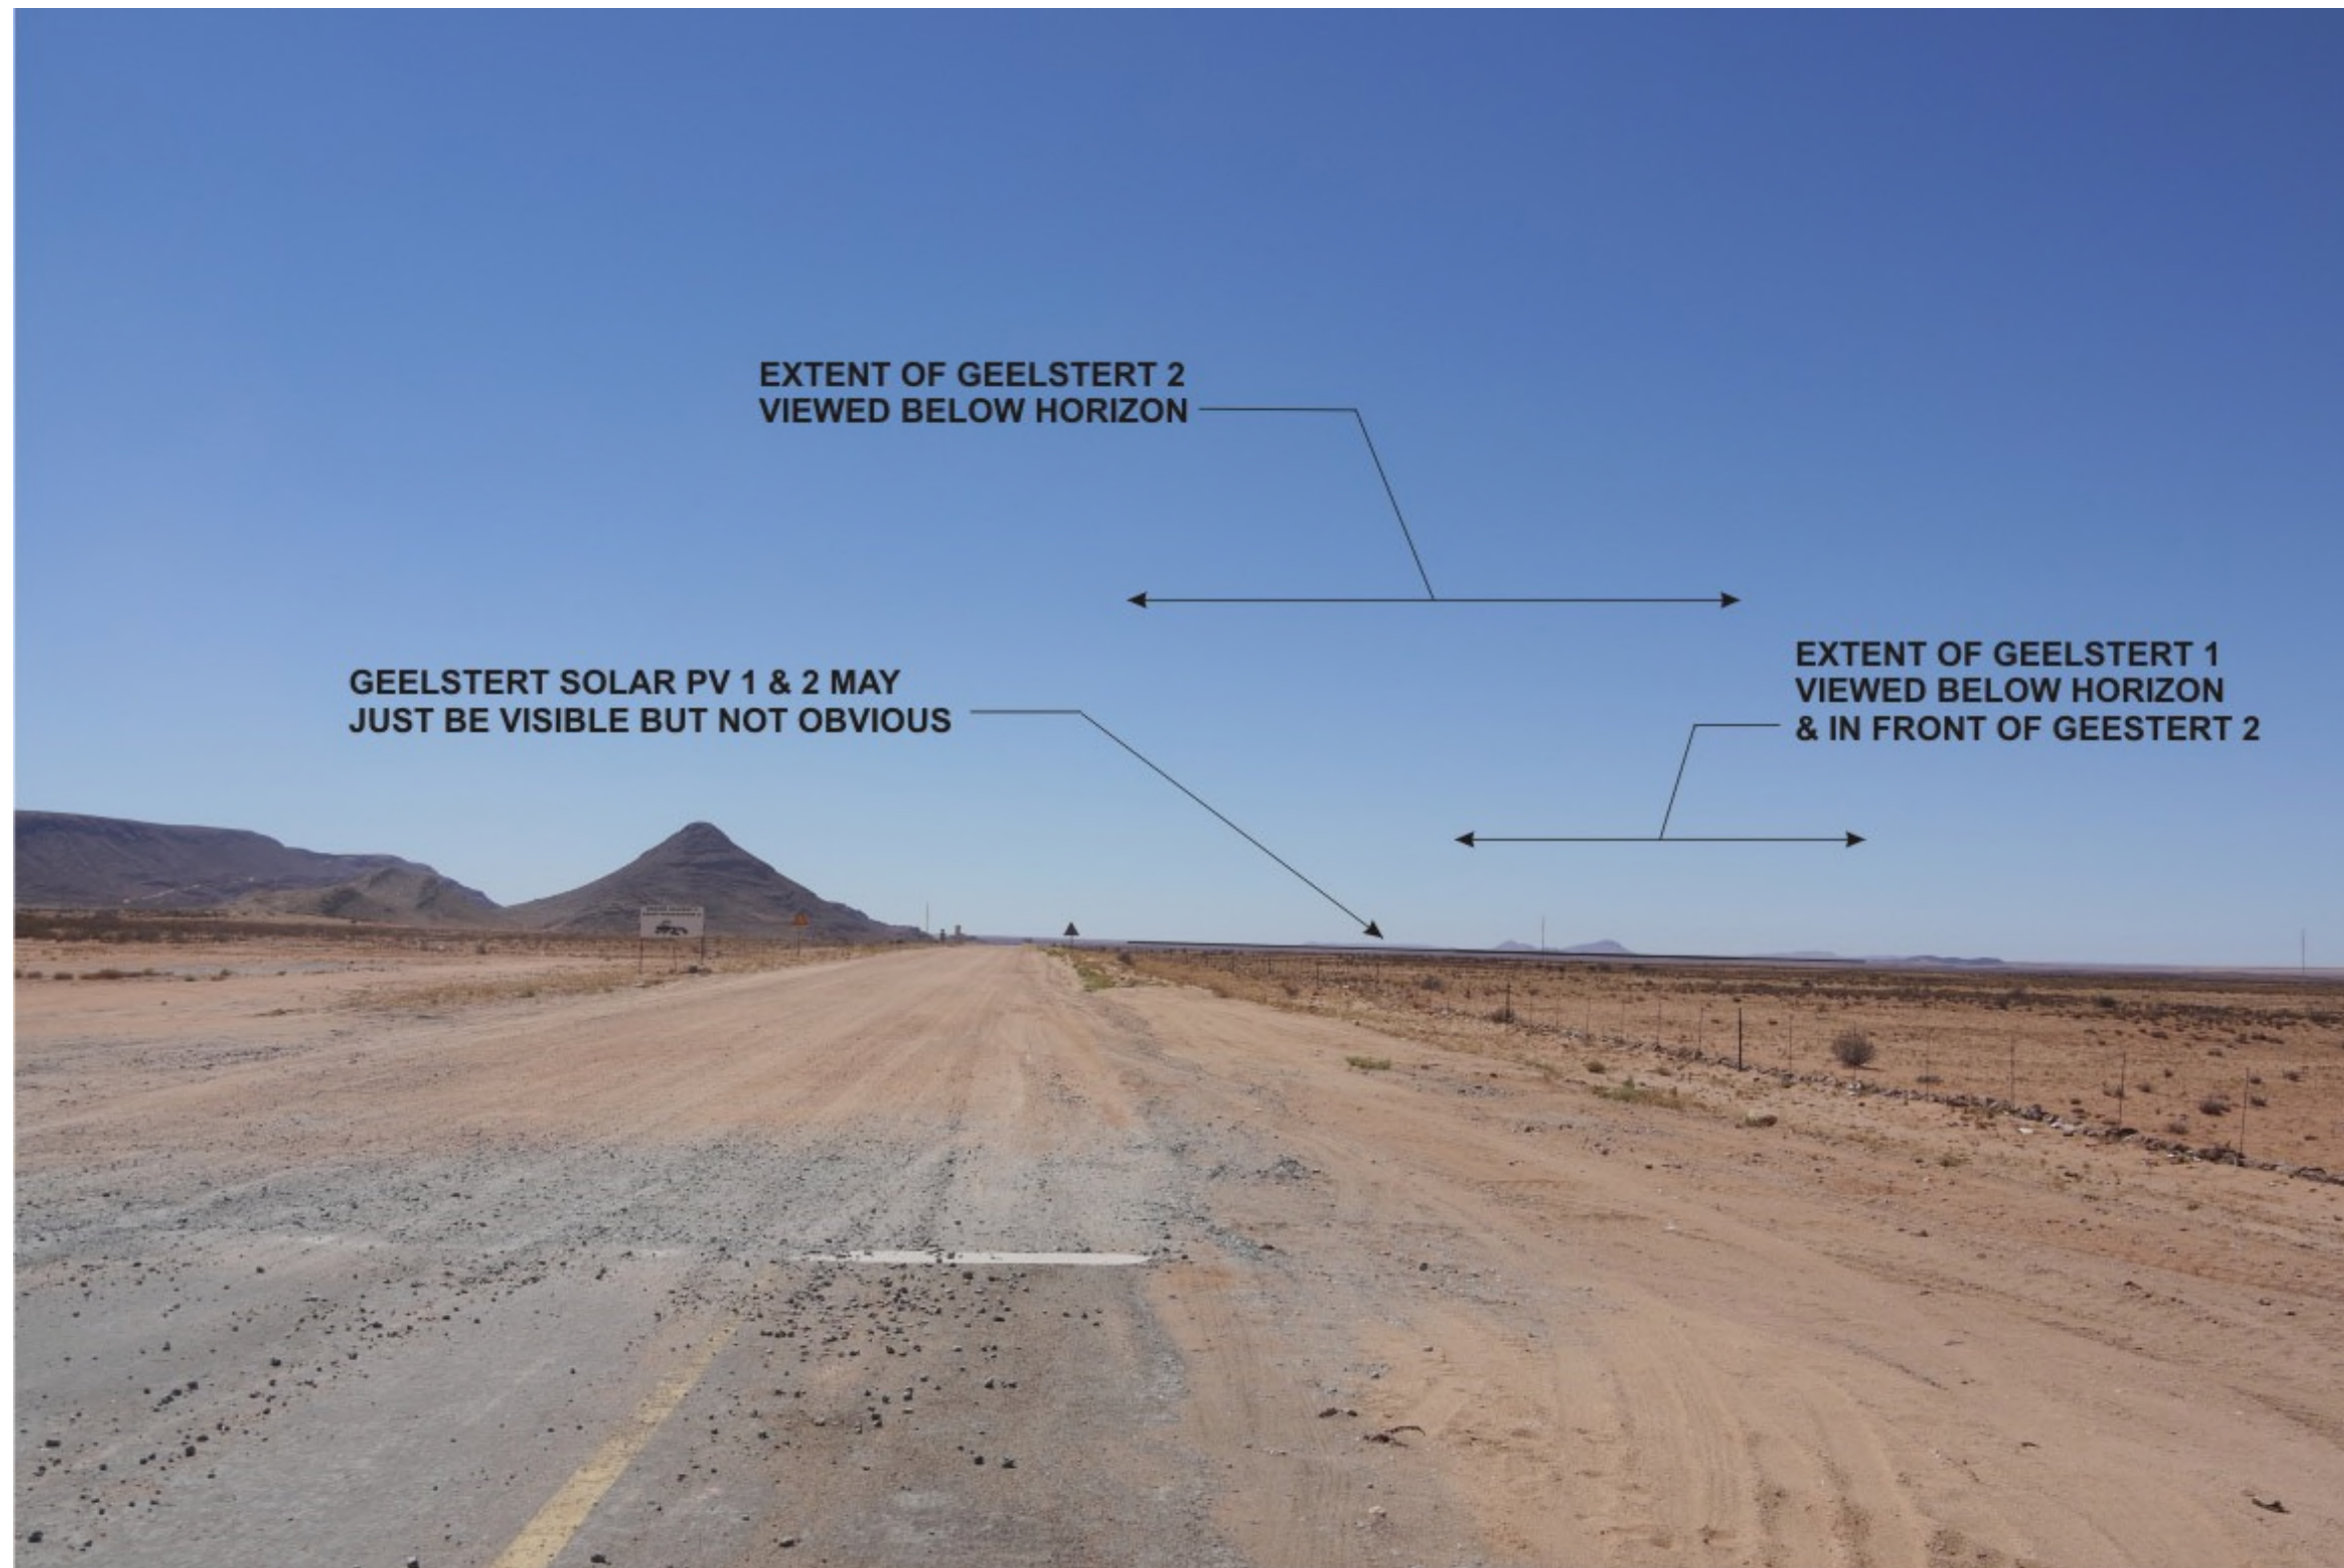 EXTENT OF GEELSTERT 2
VIEWED BELOW HORIZON
EXTENT OF GEELSTERT 1
VIEWED BELOW HORIZON
& IN FRONT OF GEESTERT 2
GEELSTERT SOLAR PV 1 & 2 MAY
JUST BE VISIBLE BUT NOT OBVIOUS